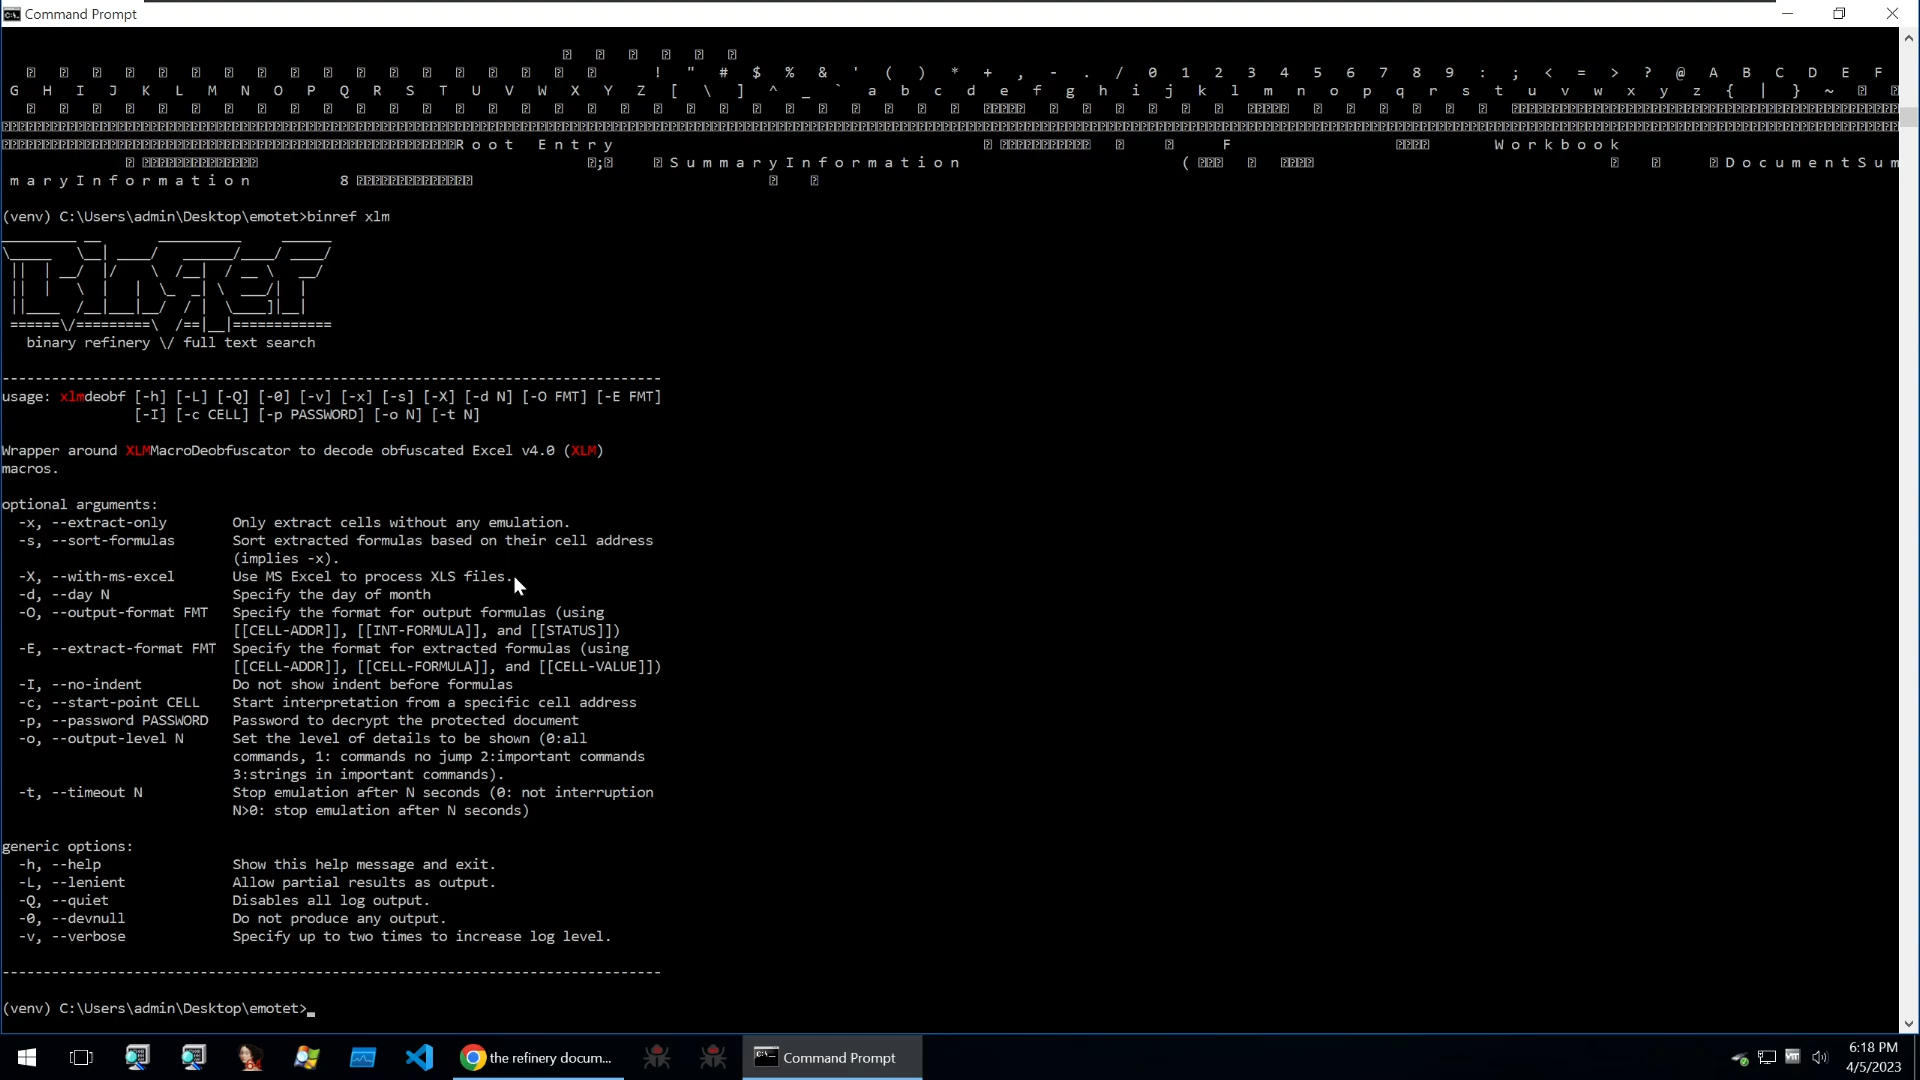 Command Prompt
! " # $ % & ' ( ) * + , - . / 0 1 2 3 4 5 6 7 8 9 : ; < = > ? @ A B C D E F
G H I J K L M N O P Q R S T U V W X Y Z [ \ ] ^ _ ` a b c d e f g h i j k l m n o p q r s t u v w x y z { | } ~
R o o t   E n t r y F W o r k b o o k
; S u m m a r y I n f o r m a t i o n ( D o c u m e n t S u m
m a r y I n f o r m a t i o n 8
(venv) C:\Users\admin\Desktop\emotet>binref xlm
binary refinery \/ full text search
--------------------------------------------------------------------------------
usage: xlmdeobf [-h] [-L] [-Q] [-0] [-v] [-x] [-s] [-X] [-d N] [-O FMT] [-E FMT]
[-I] [-c CELL] [-p PASSWORD] [-o N] [-t N]
Wrapper around XLMMacroDeobfuscator to decode obfuscated Excel v4.0 (XLM)
macros.
optional arguments:
-x, --extract-only Only extract cells without any emulation.
-s, --sort-formulas Sort extracted formulas based on their cell address
(implies -x).
-X, --with-ms-excel Use MS Excel to process XLS files.
-d, --day N Specify the day of month
-O, --output-format FMT Specify the format for output formulas (using
[[CELL-ADDR]], [[INT-FORMULA]], and [[STATUS]])
-E, --extract-format FMT Specify the format for extracted formulas (using
[[CELL-ADDR]], [[CELL-FORMULA]], and [[CELL-VALUE]])
-I, --no-indent Do not show indent before formulas
-c, --start-point CELL Start interpretation from a specific cell address
-p, --password PASSWORD Password to decrypt the protected document
-o, --output-level N Set the level of details to be shown (0:all
commands, 1: commands no jump 2:important commands
3:strings in important commands).
-t, --timeout N Stop emulation after N seconds (0: not interruption
N>0: stop emulation after N seconds)
generic options:
-h, --help Show this help message and exit.
-L, --lenient Allow partial results as output.
-Q, --quiet Disables all log output.
-0, --devnull Do not produce any output.
-v, --verbose Specify up to two times to increase log level.
--------------------------------------------------------------------------------
(venv) C:\Users\admin\Desktop\emotet>_
the refinery docum...
Command Prompt
6:18 PM
4/5/2023